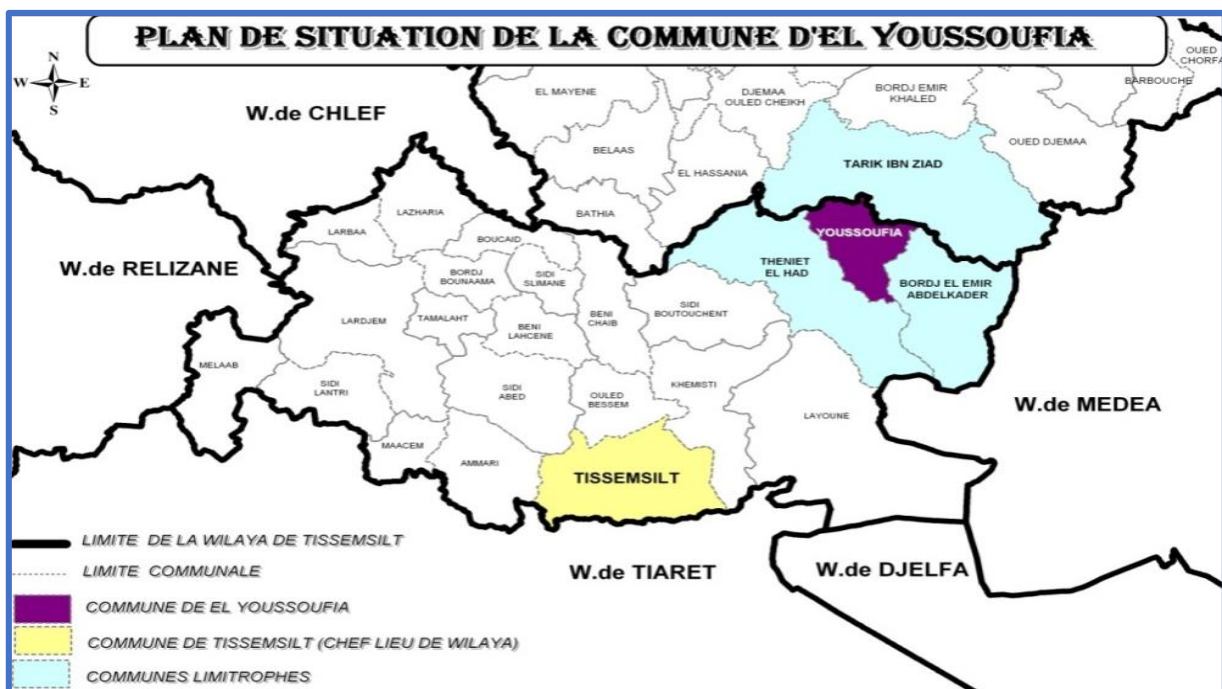 PLAN DE SITUATION DE LA COMMUNE D'EL YOUSSOUFIA
N
W
E
S
OUED
CHORFA
BARBOUCHE
EL MAYENE
DJEMAA
OULED CHEIKH
BORDJ EMIR
KHALED
W.de CHLEF
OUED DJEMAA
BELAAS
EL HASSANIA
TARIK IBN ZIAD
LAZHARIA
BATHIA
LARBAA
BOUCAID
YOUSSOUFIA
W.de RELIZANE
BORDJ
BOUNAAMA
SIDI
SLIMANE
THENIET
EL HAD
BORDJ EL EMIR
ABDELKADER
SIDI
BOUTOUCHENT
LARDJEM
TAMALAHT
BENI
LAHCENE
BENI
CHAIB
MELAAB
SIDI
LANTRI
SIDI
ABED
OULED
BESSEM
KHEMISTI
LAYOUNE
W.de MEDEA
MAACEM
AMMARI
TISSEMSILT
LIMITE DE LA WILAYA DE TISSEMSILT
LIMITE COMMUNALE
W.de TIARET
W.de DJELFA
COMMUNE DE EL YOUSSOUFIA
COMMUNE DE TISSEMSILT (CHEF LIEU DE WILAYA)
COMMUNES LIMITROPHES